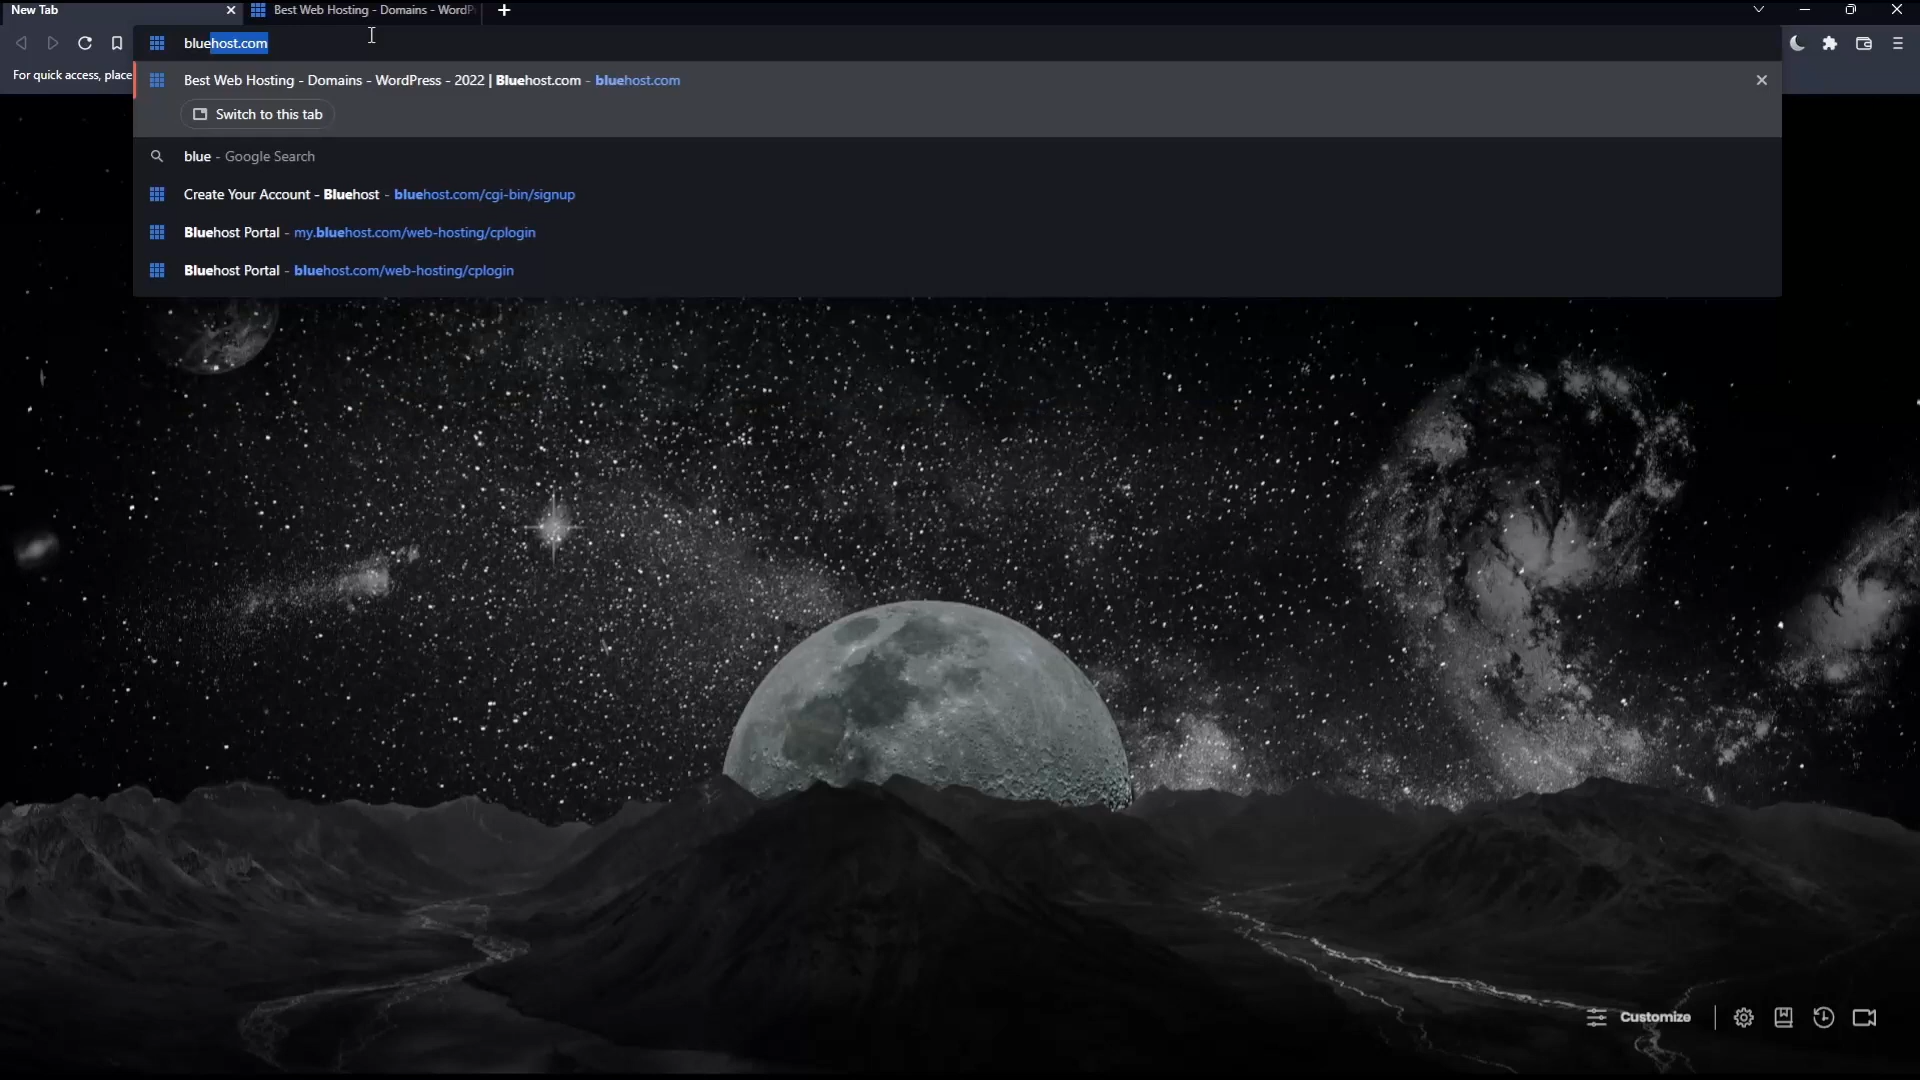 New Tab
Best Web Hosting - Domains - WordP
bluehost.com
For quick access, place
Best Web Hosting - Domains - WordPress - 2022 | Bluehost.com - bluehost.com
Switch to this tab
blue - Google Search
Create Your Account - Bluehost - bluehost.com/cgi-bin/signup
Bluehost Portal - my.bluehost.com/web-hosting/cplogin
Bluehost Portal - bluehost.com/web-hosting/cplogin
Customize